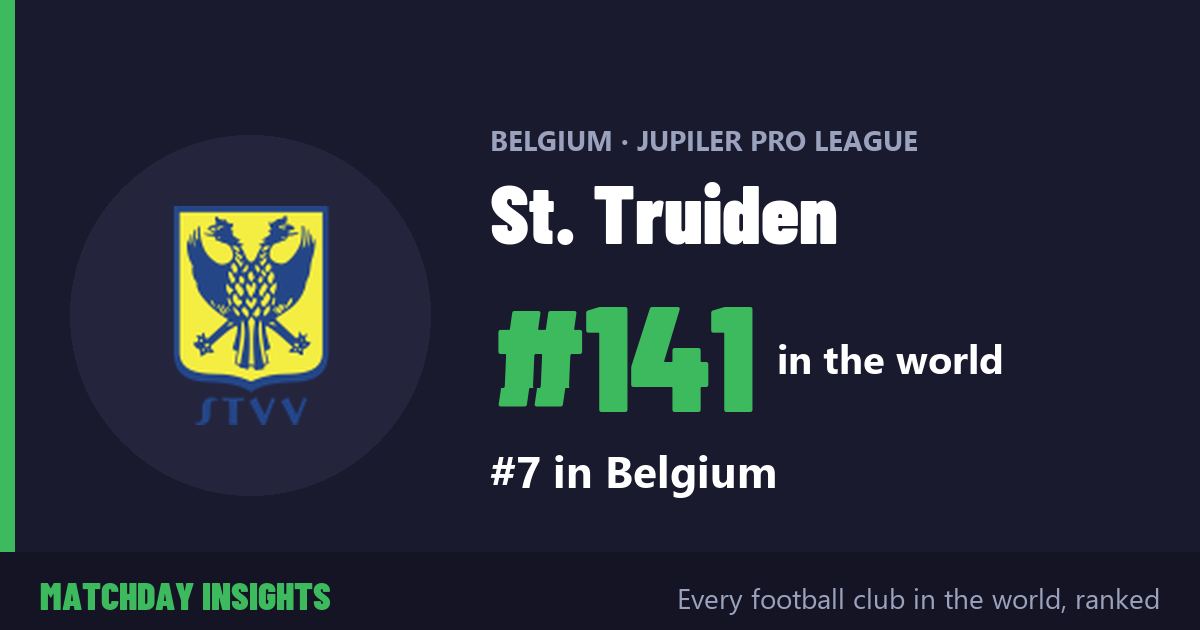 BELGIUM · JUPILER PRO LEAGUE
St. Truiden
#141 in the world
#7 in Belgium
STVV
MATCHDAY INSIGHTS
Every football club in the world, ranked